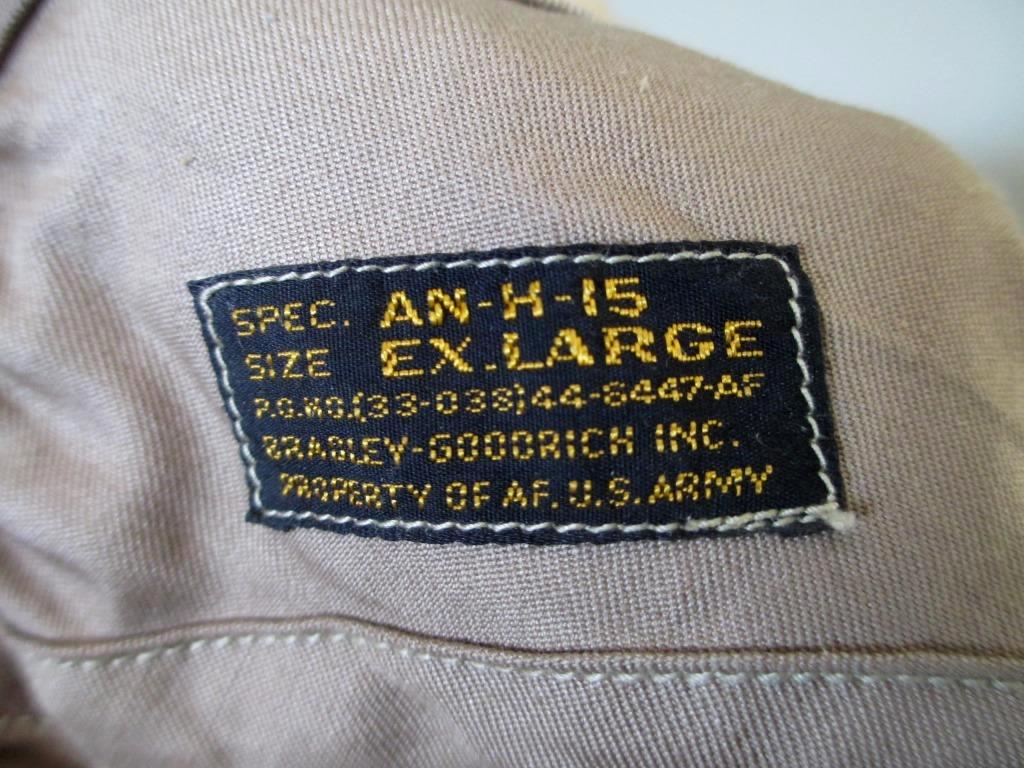 SPEC. AN-H-15
SIZE EX.LARGE
P.O.NO.(33-038)44-6447-AF
BRADLEY-GOODRICH INC.
PROPERTY OF AF. U.S. ARMY